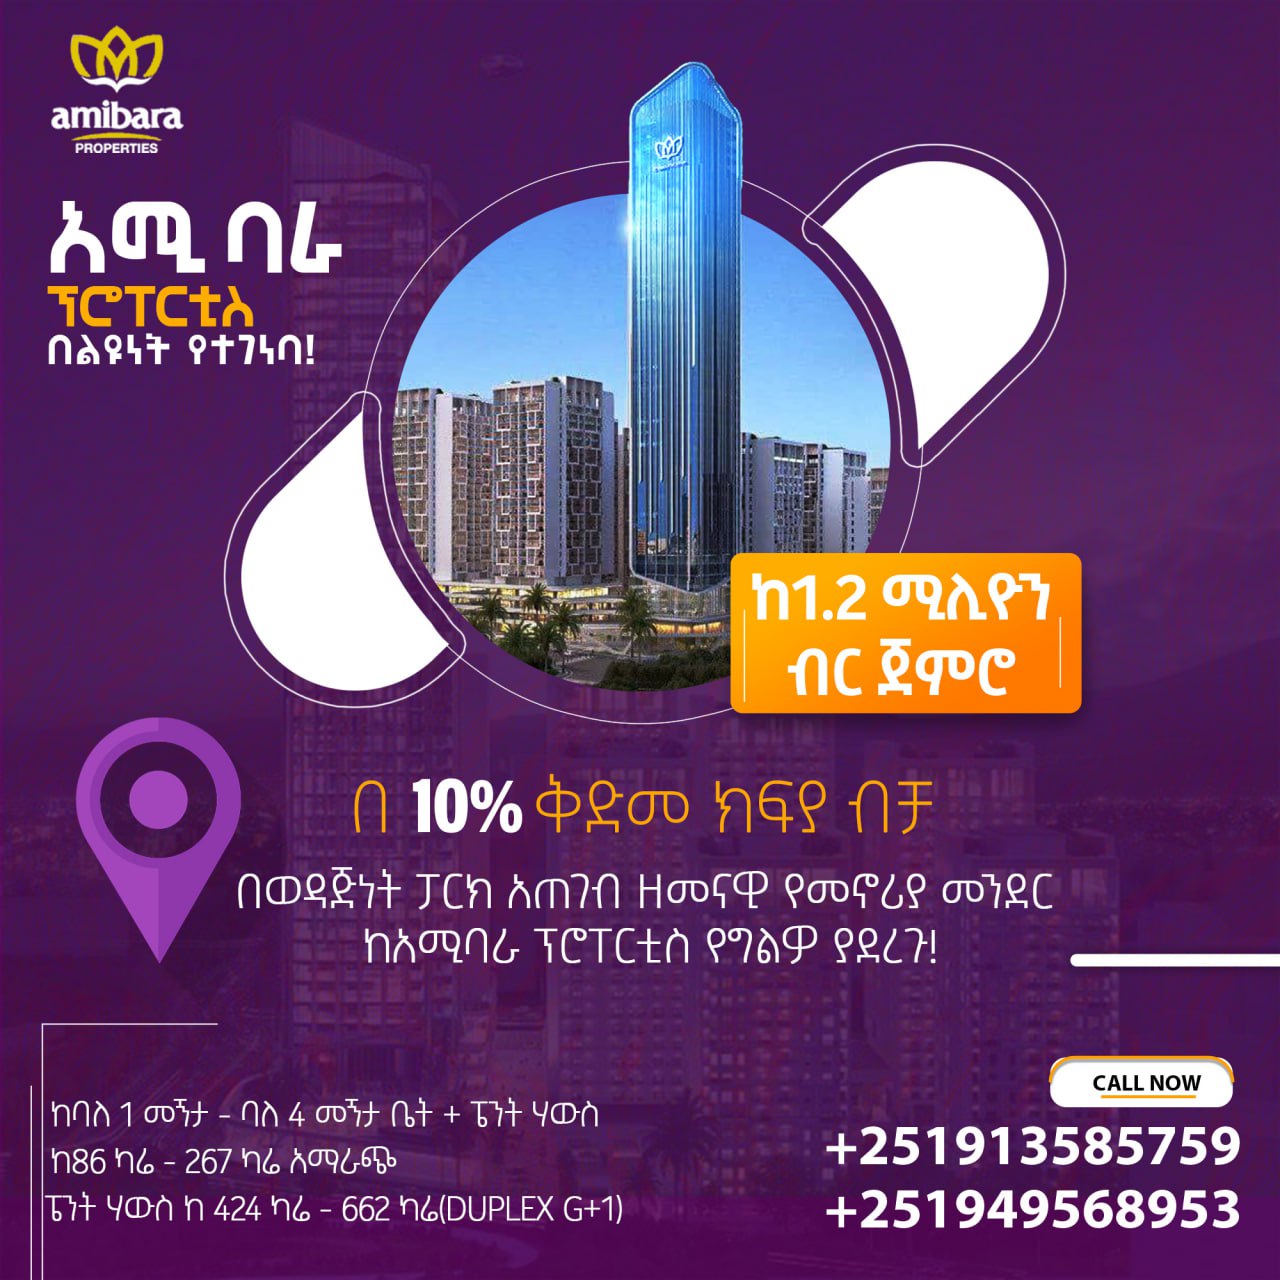 amibara
PROPERTIES
አሚ ባራ
ፕሮፐርቲስ
በልዩነት የተገነባ!
ከ1.2 ሚሊዮን
ብር ጀምሮ
በ 10% ቅድመ ክፍያ ብቻ
በወዳጅነት ፓርክ አጠገብ ዘመናዊ የመኖሪያ መንደር
ከአሚባራ ፕሮፐርቲስ የግልዎ ያደረጉ!
ከባለ 1 መኝታ - ባለ 4 መኝታ ቤት + ፔንት ሃውስ
ከ86 ካሬ - 267 ካሬ አማራጭ
ፔንት ሃውስ ከ 424 ካሬ - 662 ካሬ(DUPLEX G+1)
CALL NOW
+251913585759
+251949568953